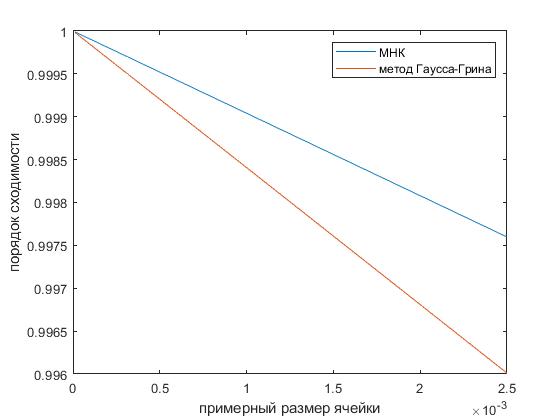 1
0.9995
0.999
0.9985
0.998
0.9975
0.997
0.9965
0.996
порядок сходимости
МНК
метод Гаусса-Грина
0 0.5 1 1.5 2 2.5
примерный размер ячейки
×10⁻³